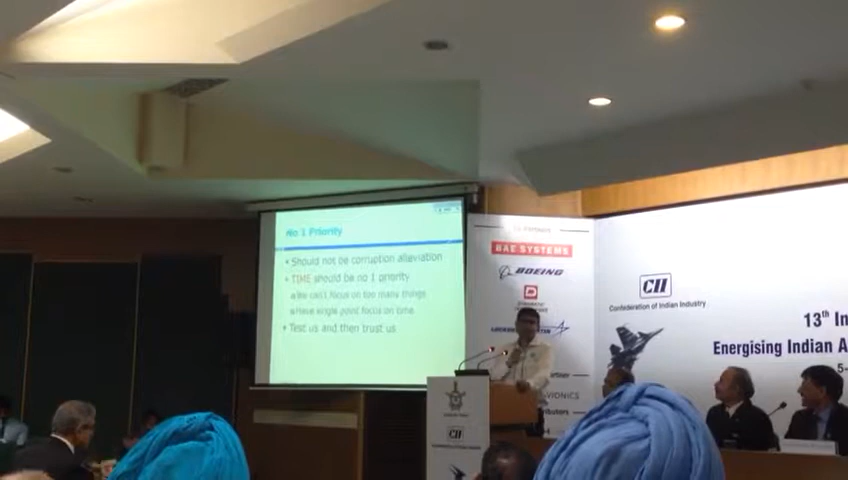 No 1 Priority
• Should not be corruption alleviation
• TIME should be no 1 priority
We can't focus on too many things
Have single point focus on time
• Test us and then trust us
BAE SYSTEMS
BOEING
CII
Confederation of Indian Industry
13th In
Energising Indian A
5-
CII